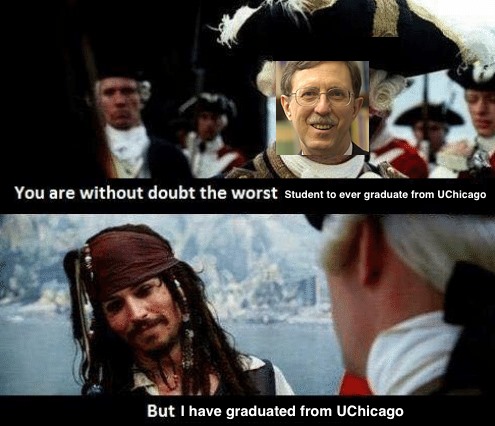 You are without doubt the worst Student to ever graduate from UChicago
But I have graduated from UChicago